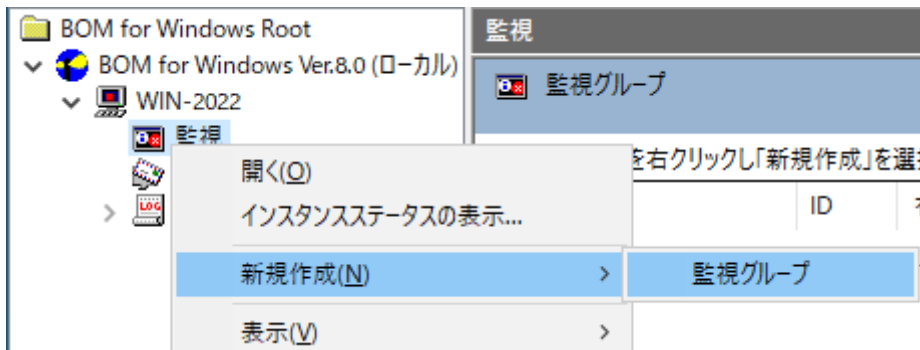 BOM for Windows Root
BOM for Windows Ver.8.0 (ローカル)
WIN-2022
監視
LOG
開く(O)
インスタンスステータスの表示...
新規作成(N)
監視グループ
表示(V)
監視
監視グループ
を右クリックし「新規作成」を選
ID